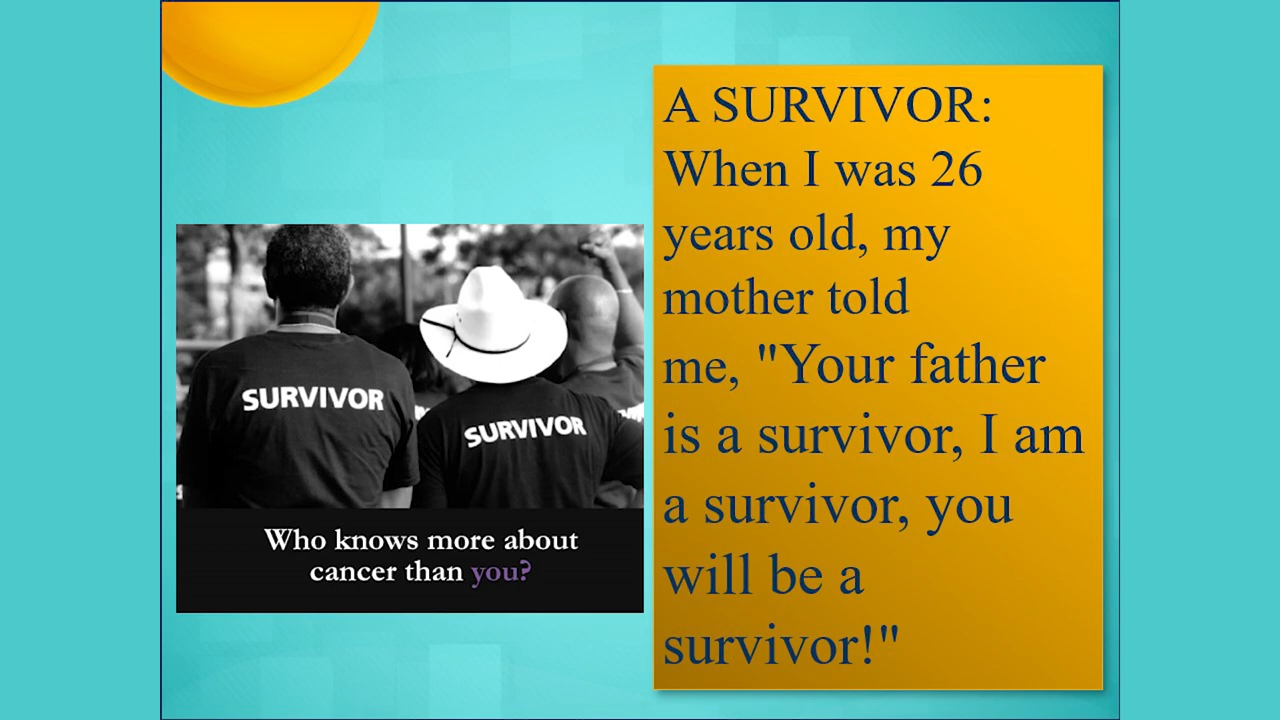 SURVIVOR
SURVIVOR
Who knows more about
cancer than you?
A SURVIVOR:
When I was 26
years old, my
mother told
me, "Your father
is a survivor, I am
a survivor, you
will be a
survivor!"